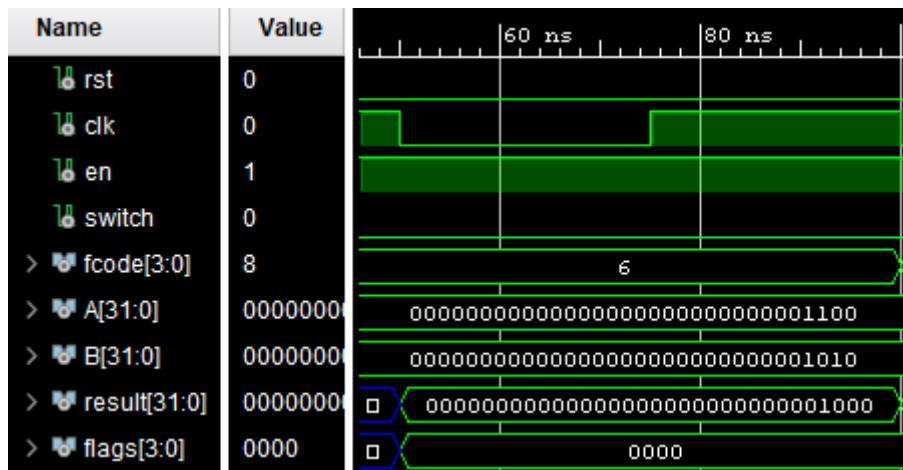 Name Value 60 ns 80 ns
rst 0
clk 0
en 1
switch 0
> fcode[3:0] 8 6
> A[31:0] 00000000 00000000000000000000000000001100
> B[31:0] 00000000 00000000000000000000000000001010
> result[31:0] 00000000 00000000000000000000000000001000
> flags[3:0] 0000 0000